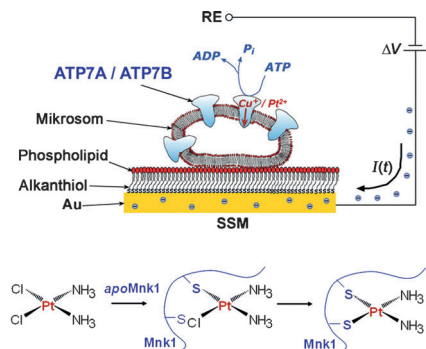 RE
ADP
Pi
ATP
ΔV
ATP7A / ATP7B
Cu+ / Pt2+
Mikrosom
Phospholipid
I(t)
Alkanthiol
Au
SSM
Cl
NH3
Pt
Cl
NH3
apoMnk1
S
NH3
Pt
S
Cl
NH3
Mnk1
S
NH3
Pt
S
NH3
Mnk1